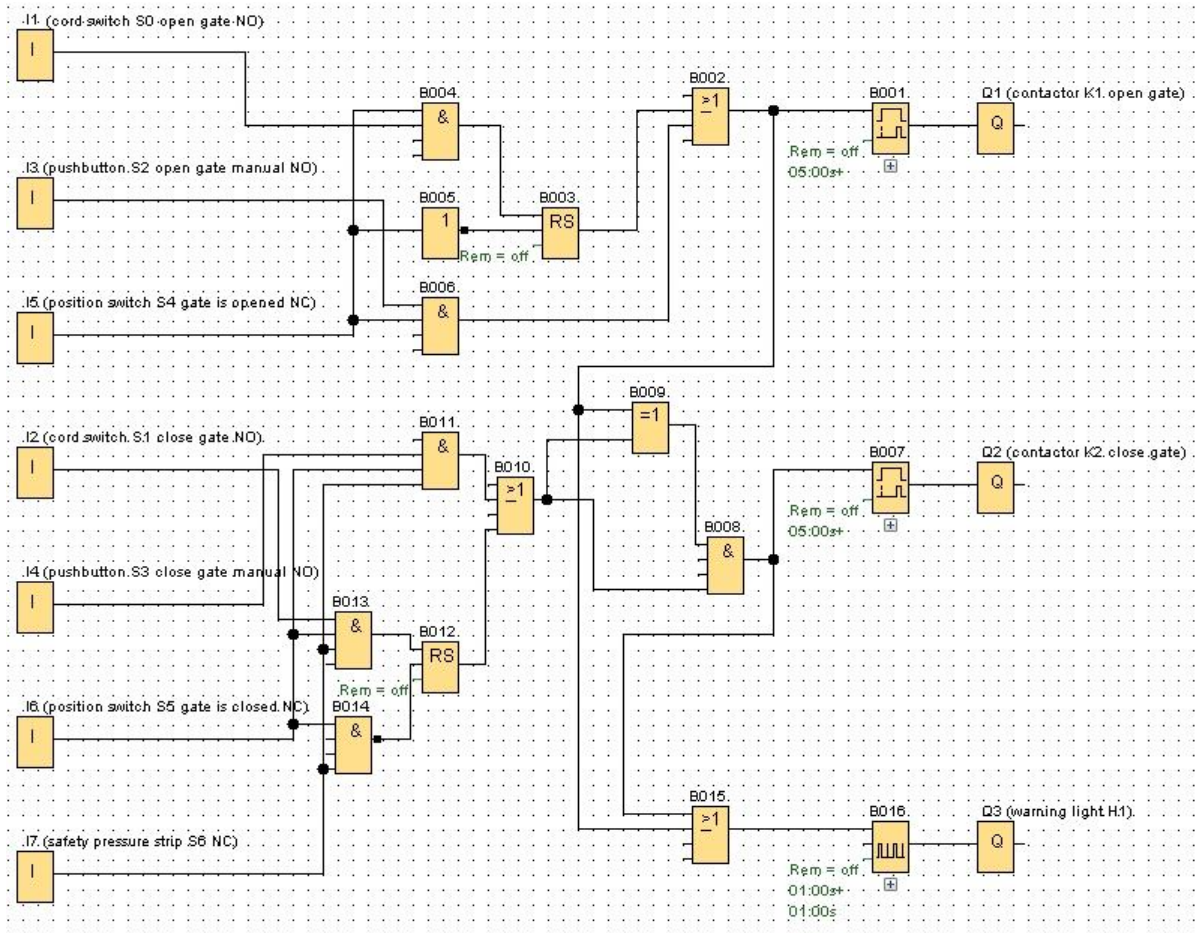 I1 (cord switch S0 open gate NO)
I
B004
&
B002
≥1
B001
Rem = off
05:00s+
Q1 (contactor K1 open gate)
Q
I3 (pushbutton S2 open gate manual NO)
I
B005
1
B003
RS
Rem = off
I5 (position switch S4 gate is opened NC)
I
B006
&
B009
=1
I2 (cord switch S1 close gate NO)
I
B011
&
B010
≥1
B007
Rem = off
05:00s+
Q2 (contactor K2 close gate)
Q
B008
&
I4 (pushbutton S3 close gate manual NO)
I
B013
&
B012
RS
Rem = off
I6 (position switch S5 gate is closed NC)
I
B014
&
B015
≥1
B016
Rem = off
01:00s+
01:00s
Q3 (warning light H1)
Q
I7 (safety pressure strip S6 NC)
I